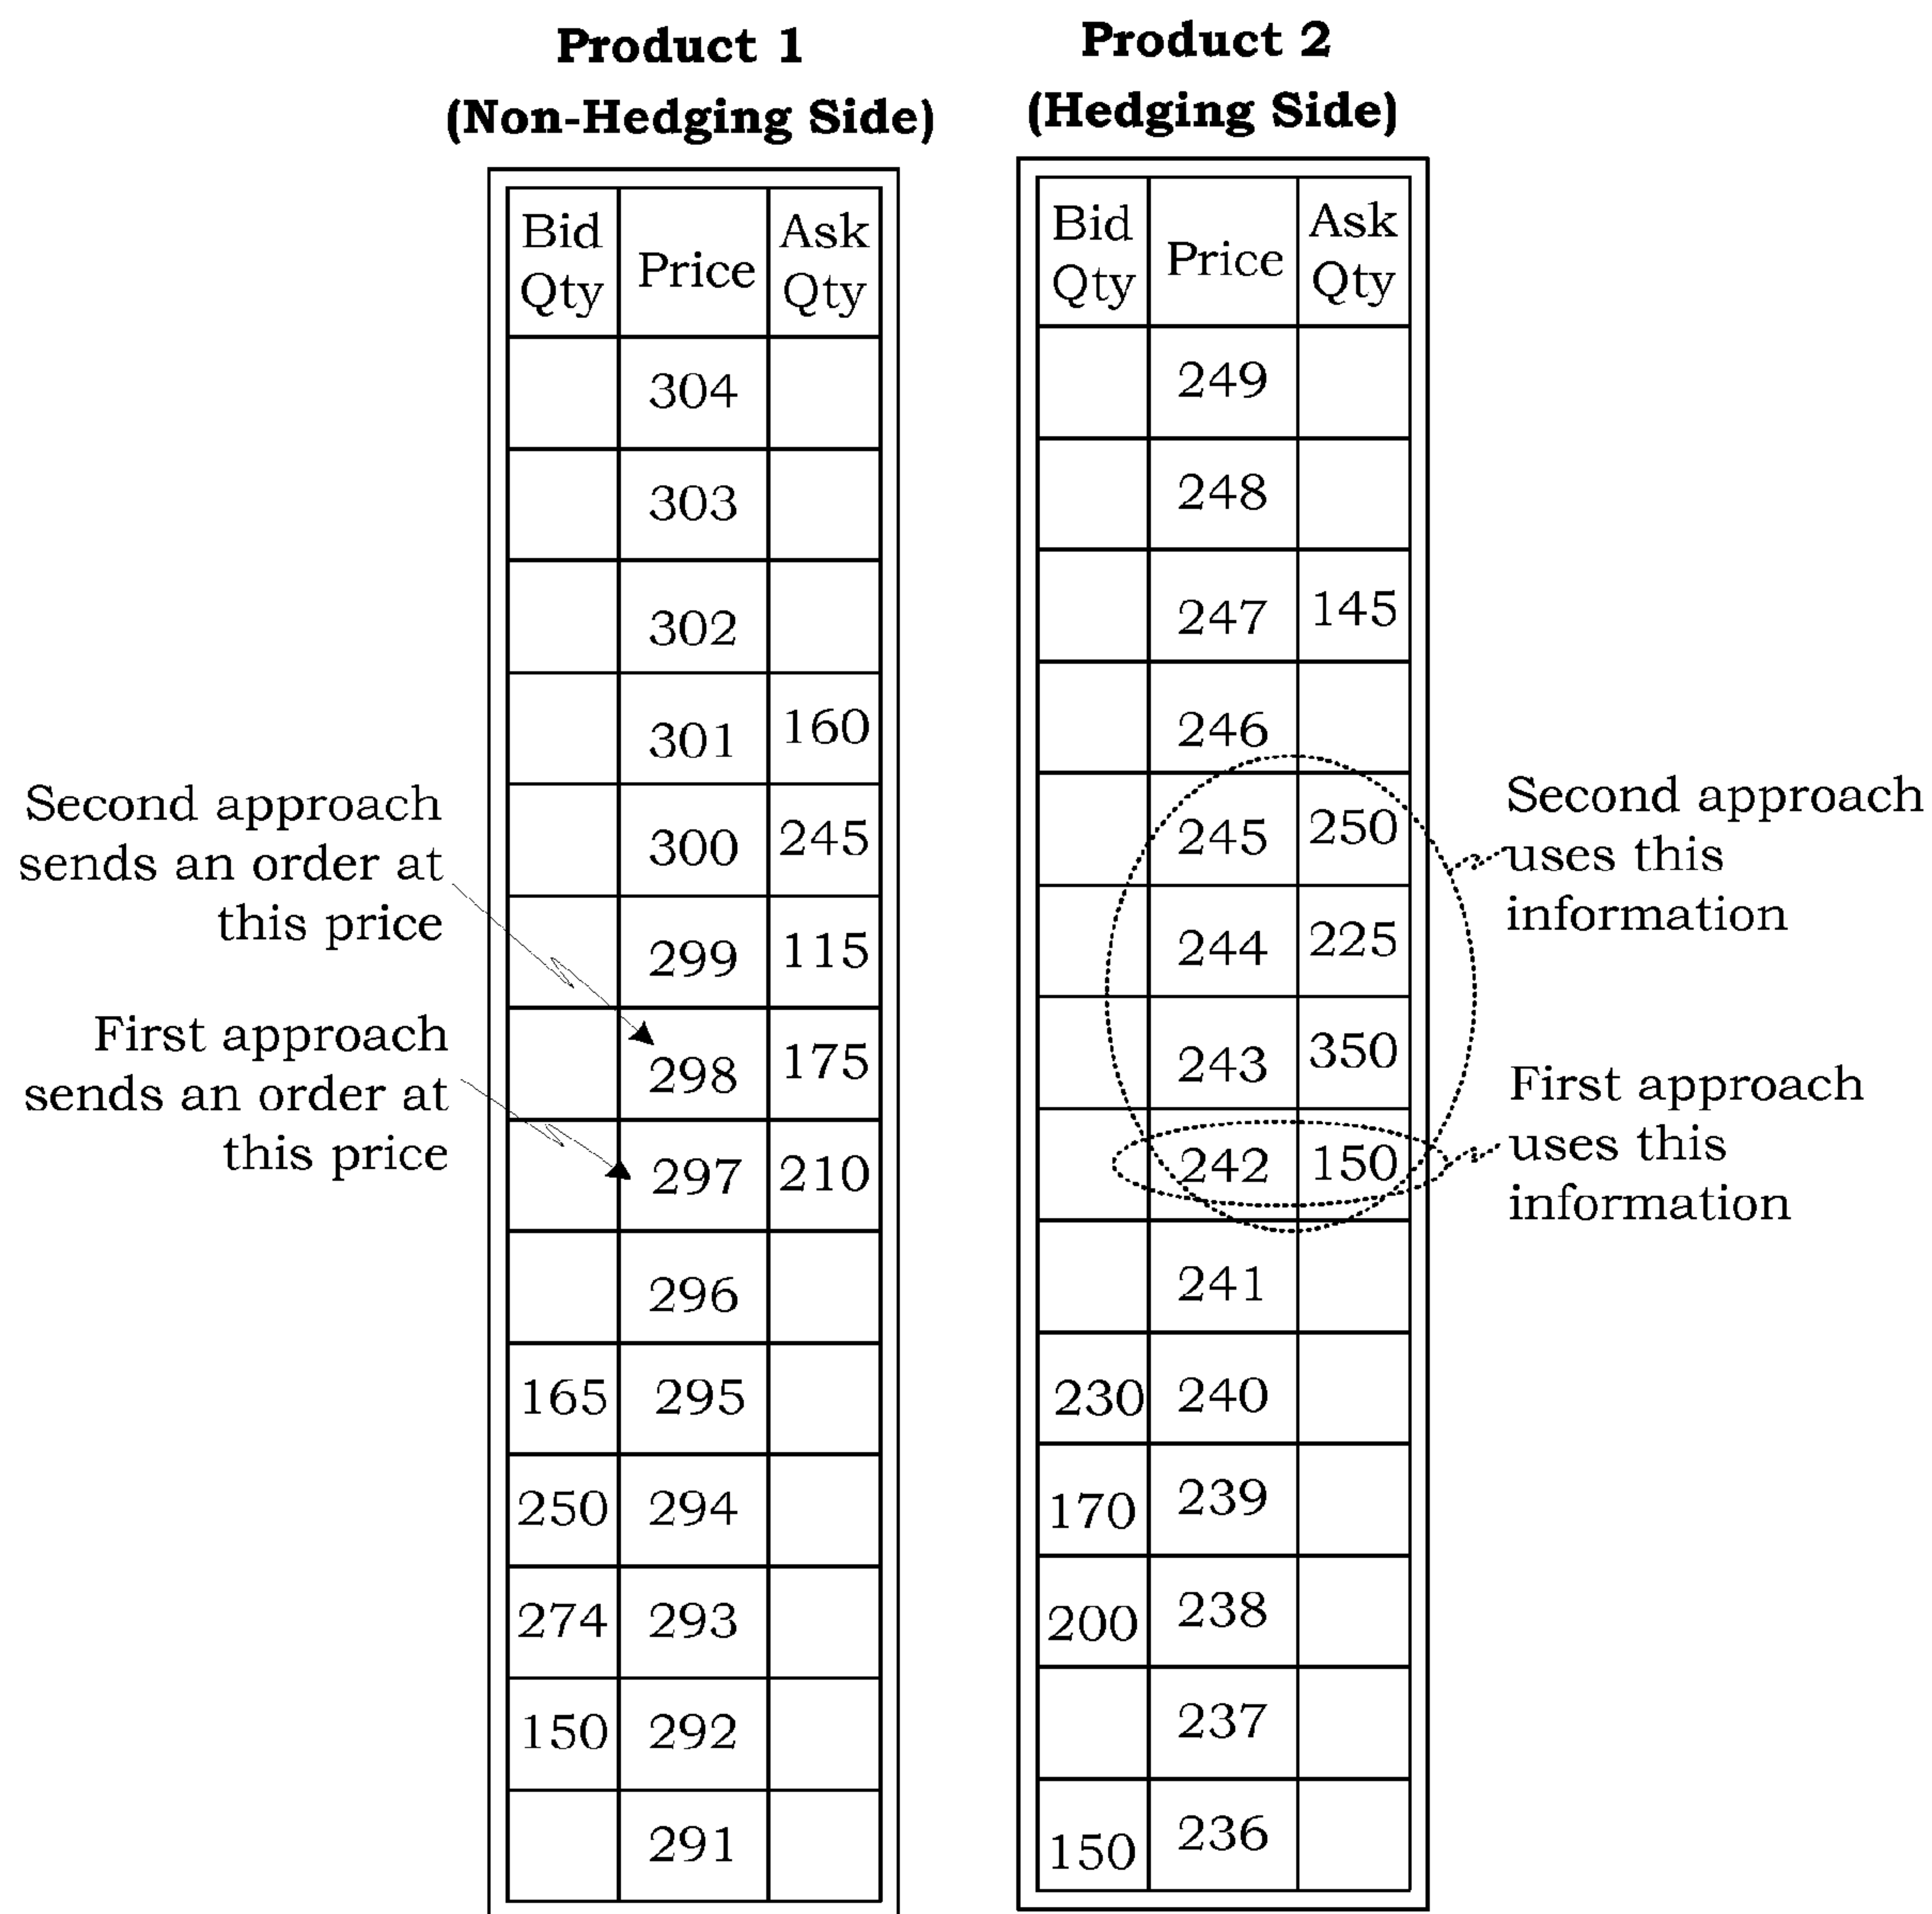 Product 1
(Non-Hedging Side)
Bid Qty Price Ask Qty
304
303
302
301 160
300 245
299 115
298 175
297 210
296
165 295
250 294
274 293
150 292
291
Product 2
(Hedging Side)
Bid Qty Price Ask Qty
249
248
247 145
246
245 250
244 225
243 350
242 150
241
230 240
170 239
200 238
237
150 236
Second approach
sends an order at
this price
First approach
sends an order at
this price
Second approach
uses this
information
First approach
uses this
information